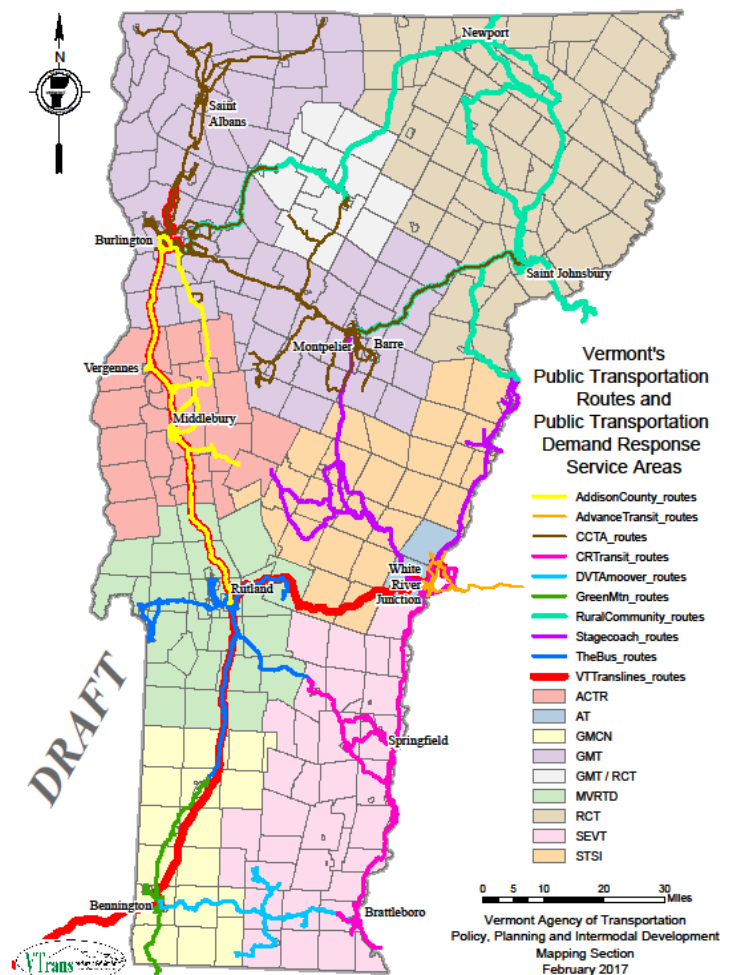 N
Newport
Saint
Albans
Burlington
Saint Johnsbury
Montpelier
Barre
Vergennes
Middlebury
White
River
Junction
Rutland
Springfield
Bennington
Brattleboro
DRAFT
Vermont's
Public Transportation
Routes and
Public Transportation
Demand Response
Service Areas
AddisonCounty_routes
AdvanceTransit_routes
CCTA_routes
CRTransit_routes
DVTAmoover_routes
GreenMtn_routes
RuralCommunity_routes
Stagecoach_routes
TheBus_routes
VTTranslines_routes
ACTR
AT
GMCN
GMT
GMT / RCT
MVRTD
RCT
SEVT
STSI
0 5 10 20 30
Miles
Vermont Agency of Transportation
Policy, Planning and Intermodal Development
Mapping Section
February 2017
VTrans